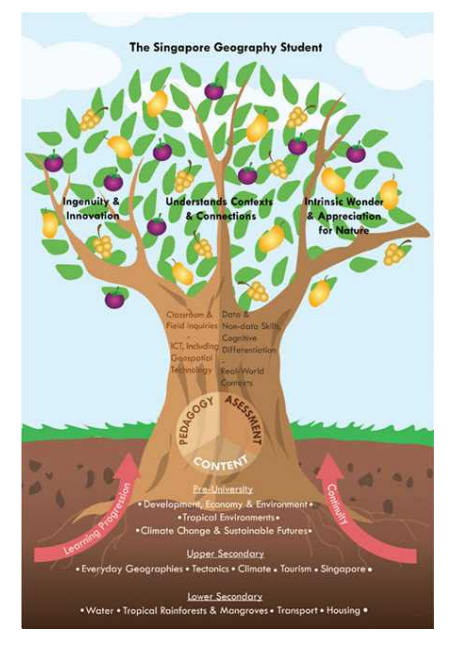 The Singapore Geography Student
Ingenuity &
Innovation
Understands Contexts
& Connections
Intrinsic Wonder
& Appreciation
for Nature
Classroom &
Field Inquiries
-
ICT, Including
Geospatial
Technology
Data &
Non-data Skills,
Cognitive
Differentiation
-
Real-World
Contexts
PEDAGOGY
ASESSMENT
CONTENT
Learning Progression
Continuity
Pre-University
• Development, Economy & Environment •
• Tropical Environments •
• Climate Change & Sustainable Futures •
Upper Secondary
• Everyday Geographies • Tectonics • Climate • Tourism • Singapore •
Lower Secondary
• Water • Tropical Rainforests & Mangroves • Transport • Housing •